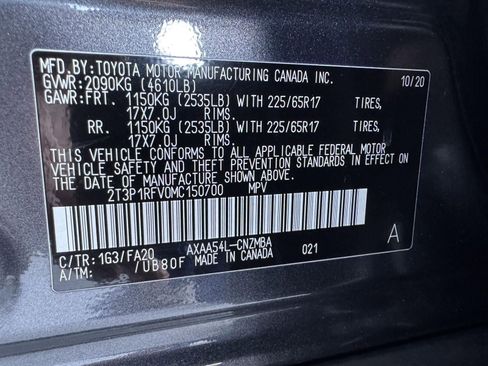 MFD.BY:TOYOTA MOTOR MANUFACTURING CANADA INC.
GVWR:2090KG (4610LB) 10/20
GAWR:FRT. 1150KG (2535LB) WITH 225/65R17 TIRES,
17X7.0J RIMS.
RR. 1150KG (2535LB) WITH 225/65R17 TIRES,
17X7.0J RIMS.
THIS VEHICLE CONFORMS TO ALL APPLICABLE FEDERAL MOTOR
VEHICLE SAFETY AND THEFT PREVENTION STANDARDS IN EFFECT ON
THE DATE OF MANUFACTURE SHOWN ABOVE.
2T3P1RFV0MC150700 MPV
C/TR:1G3/FA20 AXAA54L-CNZMBA 021 A
A/TM: /UB80F MADE IN CANADA